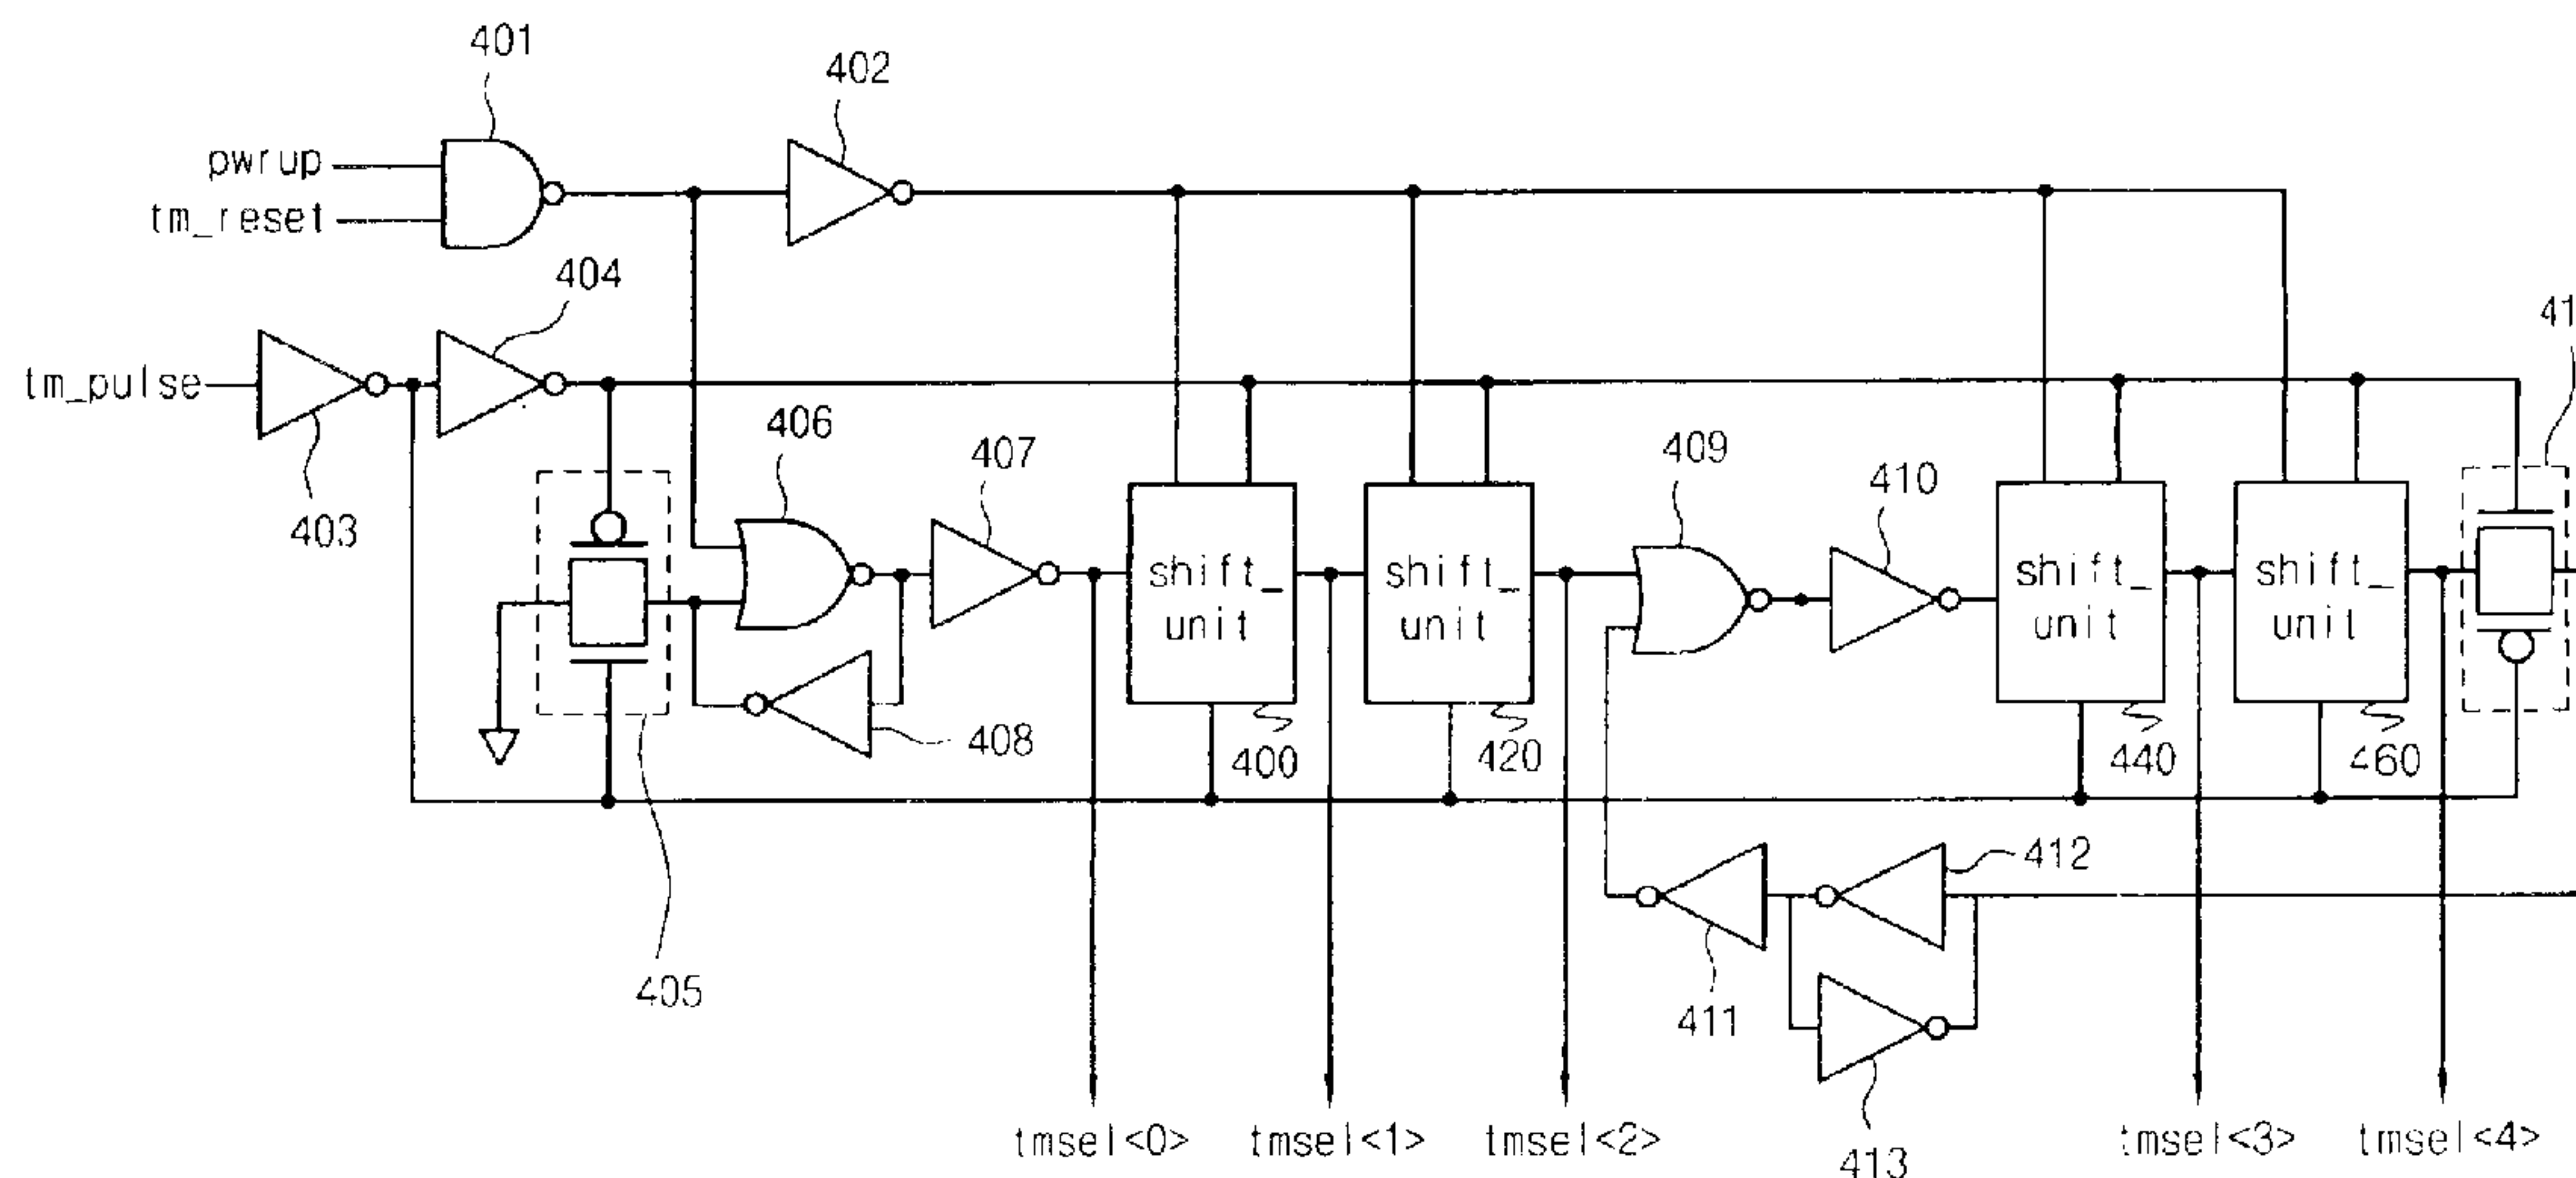 401
402
pwrup
tm_reset
404
41
tm_pulse
403
406
407
409
410
shift_
unit
shift_
unit
shift_
unit
shift_
unit
408
400
420
440
460
405
412
411
413
tmsel<0>
tmsel<1>
tmsel<2>
tmsel<3>
tmsel<4>